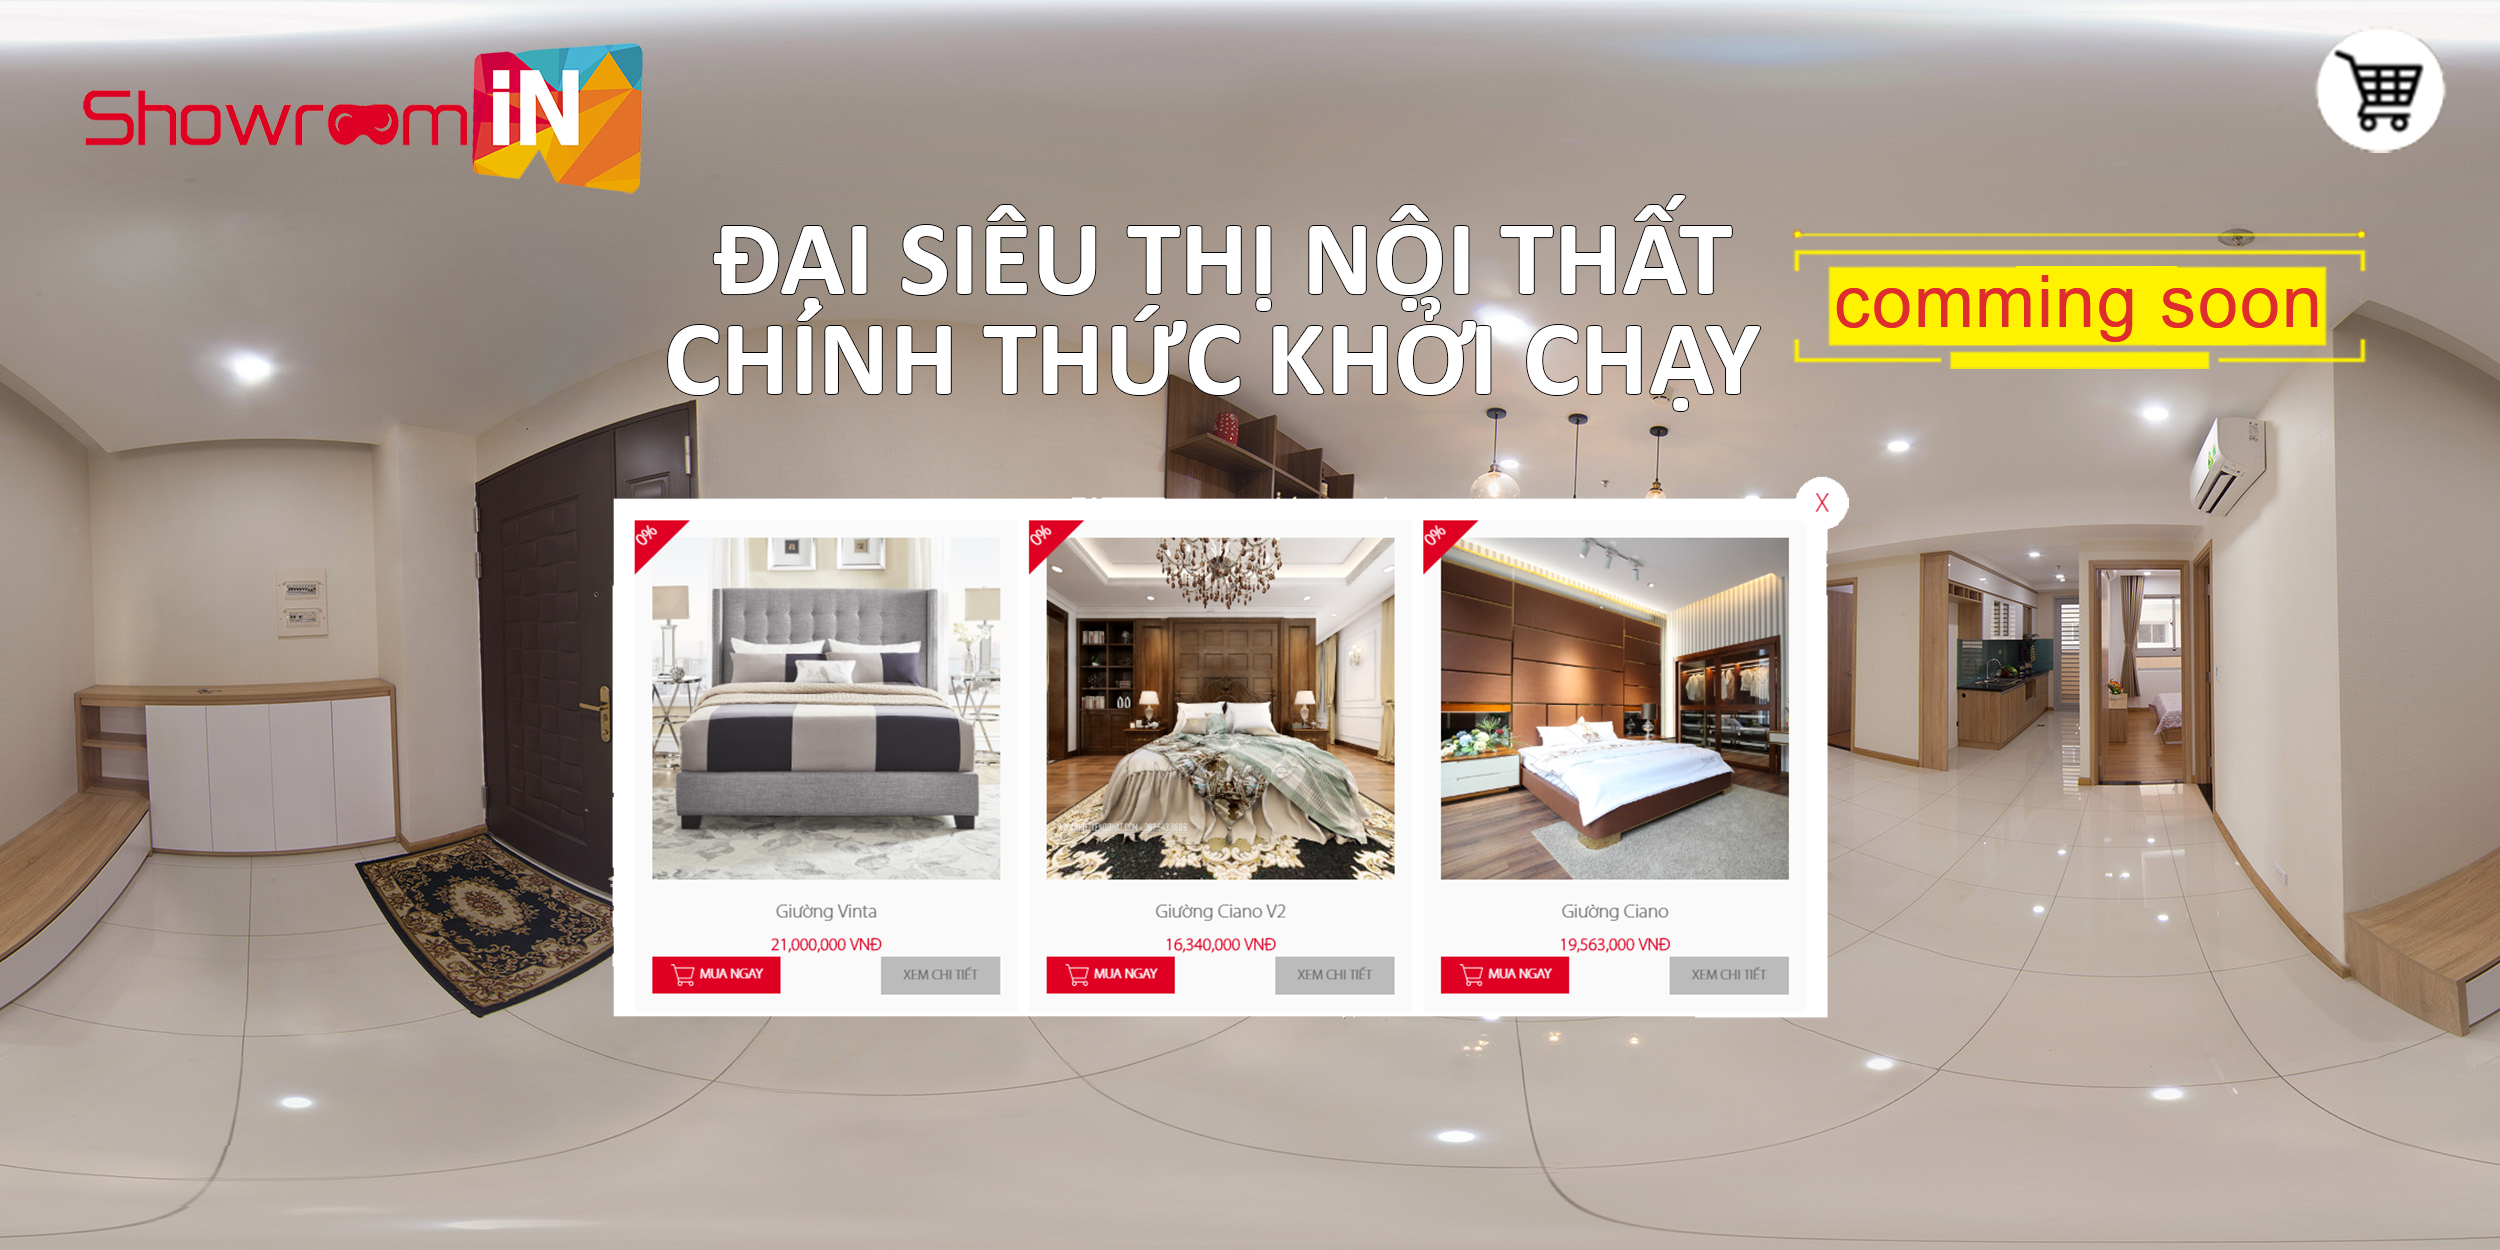 Showroom iN
ĐẠI SIÊU THỊ NỘI THẤT
CHÍNH THỨC KHỞI CHẠY
comming soon
X
0%
0%
0%
Giường Vinta
21,000,000 VNĐ
MUA NGAY
XEM CHI TIẾT
Giường Ciano V2
16,340,000 VNĐ
MUA NGAY
XEM CHI TIẾT
Giường Ciano
19,563,000 VNĐ
MUA NGAY
XEM CHI TIẾT